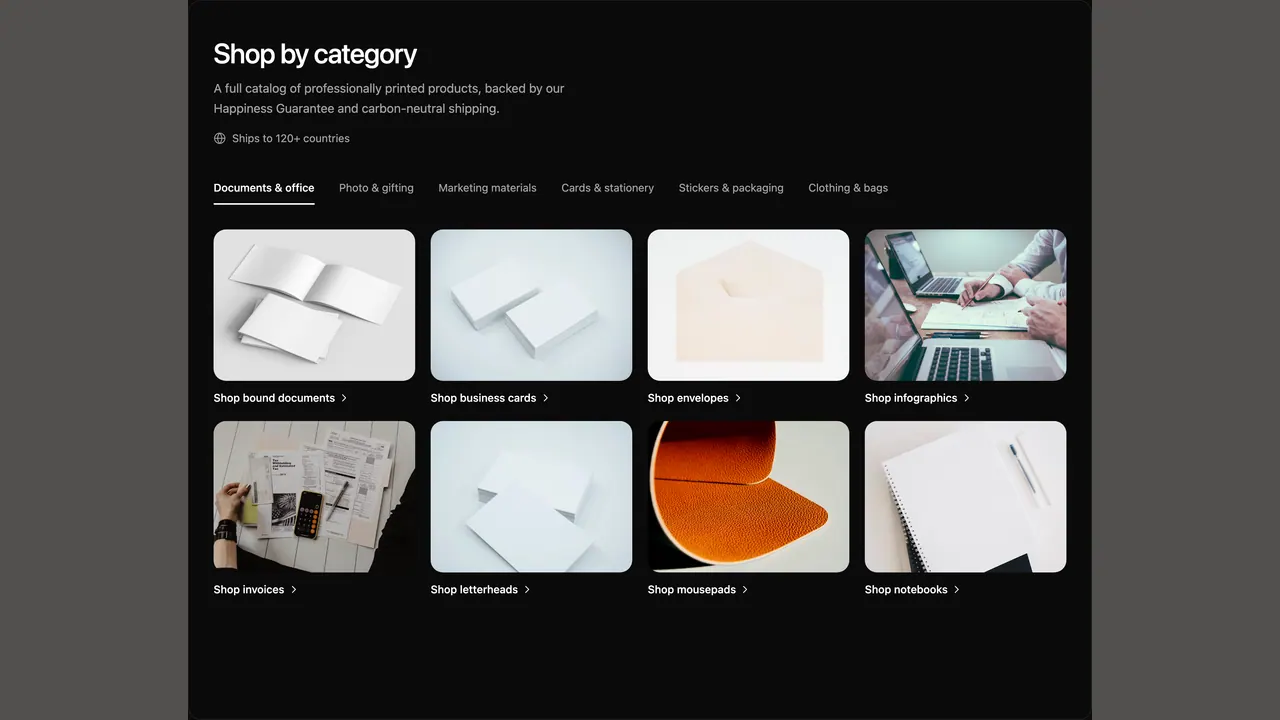 Shop by category
A full catalog of professionally printed products, backed by our
Happiness Guarantee and carbon-neutral shipping.
Ships to 120+ countries
Documents & office
Photo & gifting
Marketing materials
Cards & stationery
Stickers & packaging
Clothing & bags
Shop bound documents
Shop business cards
Shop envelopes
Shop infographics
Shop invoices
Shop letterheads
Shop mousepads
Shop notebooks